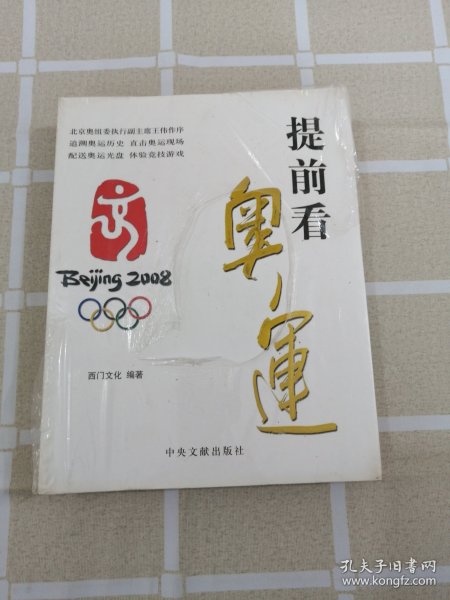 北京奥组委执行副主席王伟作序
追溯奥运历史 直击奥运现场
配送奥运光盘 体验竞技游戏
提前看
奥运
Beijing 2008
西门文化 编著
中央文献出版社
孔夫子旧书网
www.kongfz.com